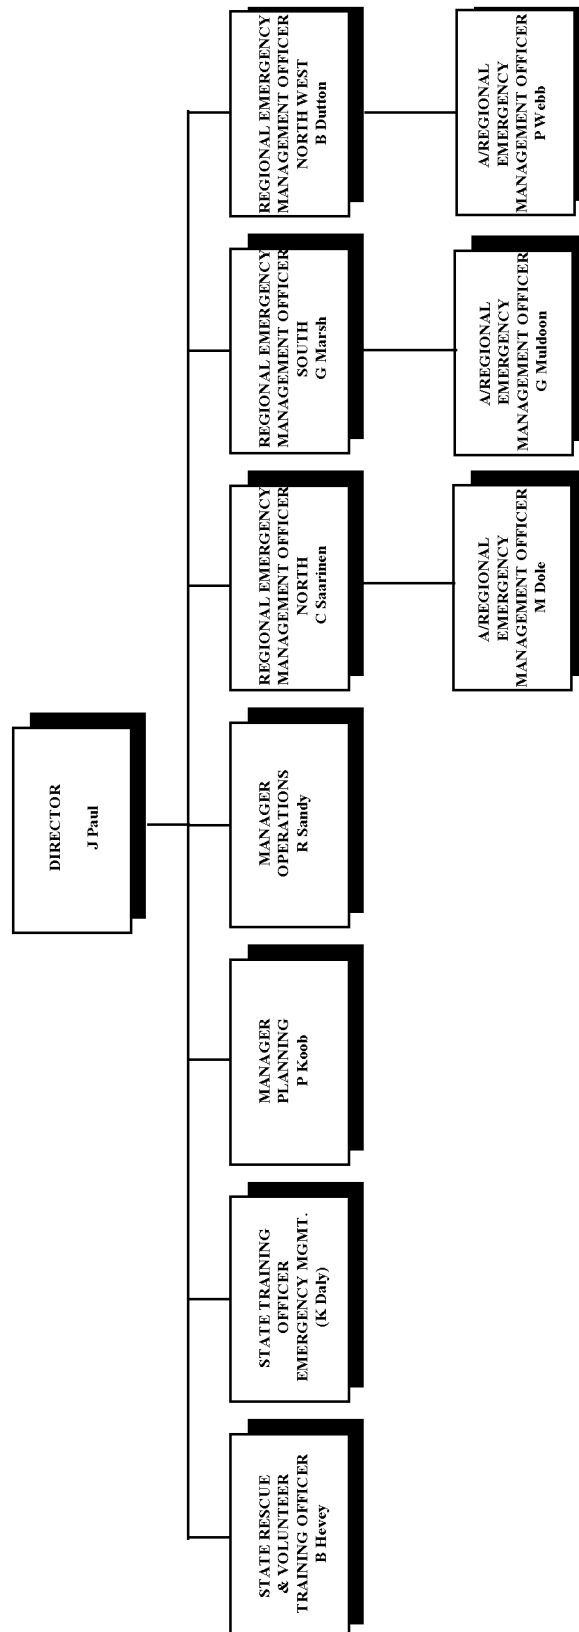 DIRECTOR
J Paul
STATE RESCUE
& VOLUNTEER
TRAINING OFFICER
B Hevey
STATE TRAINING
OFFICER
EMERGENCY MGMT.
(K Daly)
MANAGER
PLANNING
P Koob
MANAGER
OPERATIONS
R Sandy
REGIONAL EMERGENCY
MANAGEMENT OFFICER
NORTH
C Saarinen
REGIONAL EMERGENCY
MANAGEMENT OFFICER
SOUTH
G Marsh
REGIONAL EMERGENCY
MANAGEMENT OFFICER
NORTH WEST
B Dutton
A/REGIONAL
EMERGENCY
MANAGEMENT OFFICER
M Dole
A/REGIONAL
EMERGENCY
MANAGEMENT OFFICER
G Muldoon
A/REGIONAL
EMERGENCY
MANAGEMENT OFFICER
P Webb